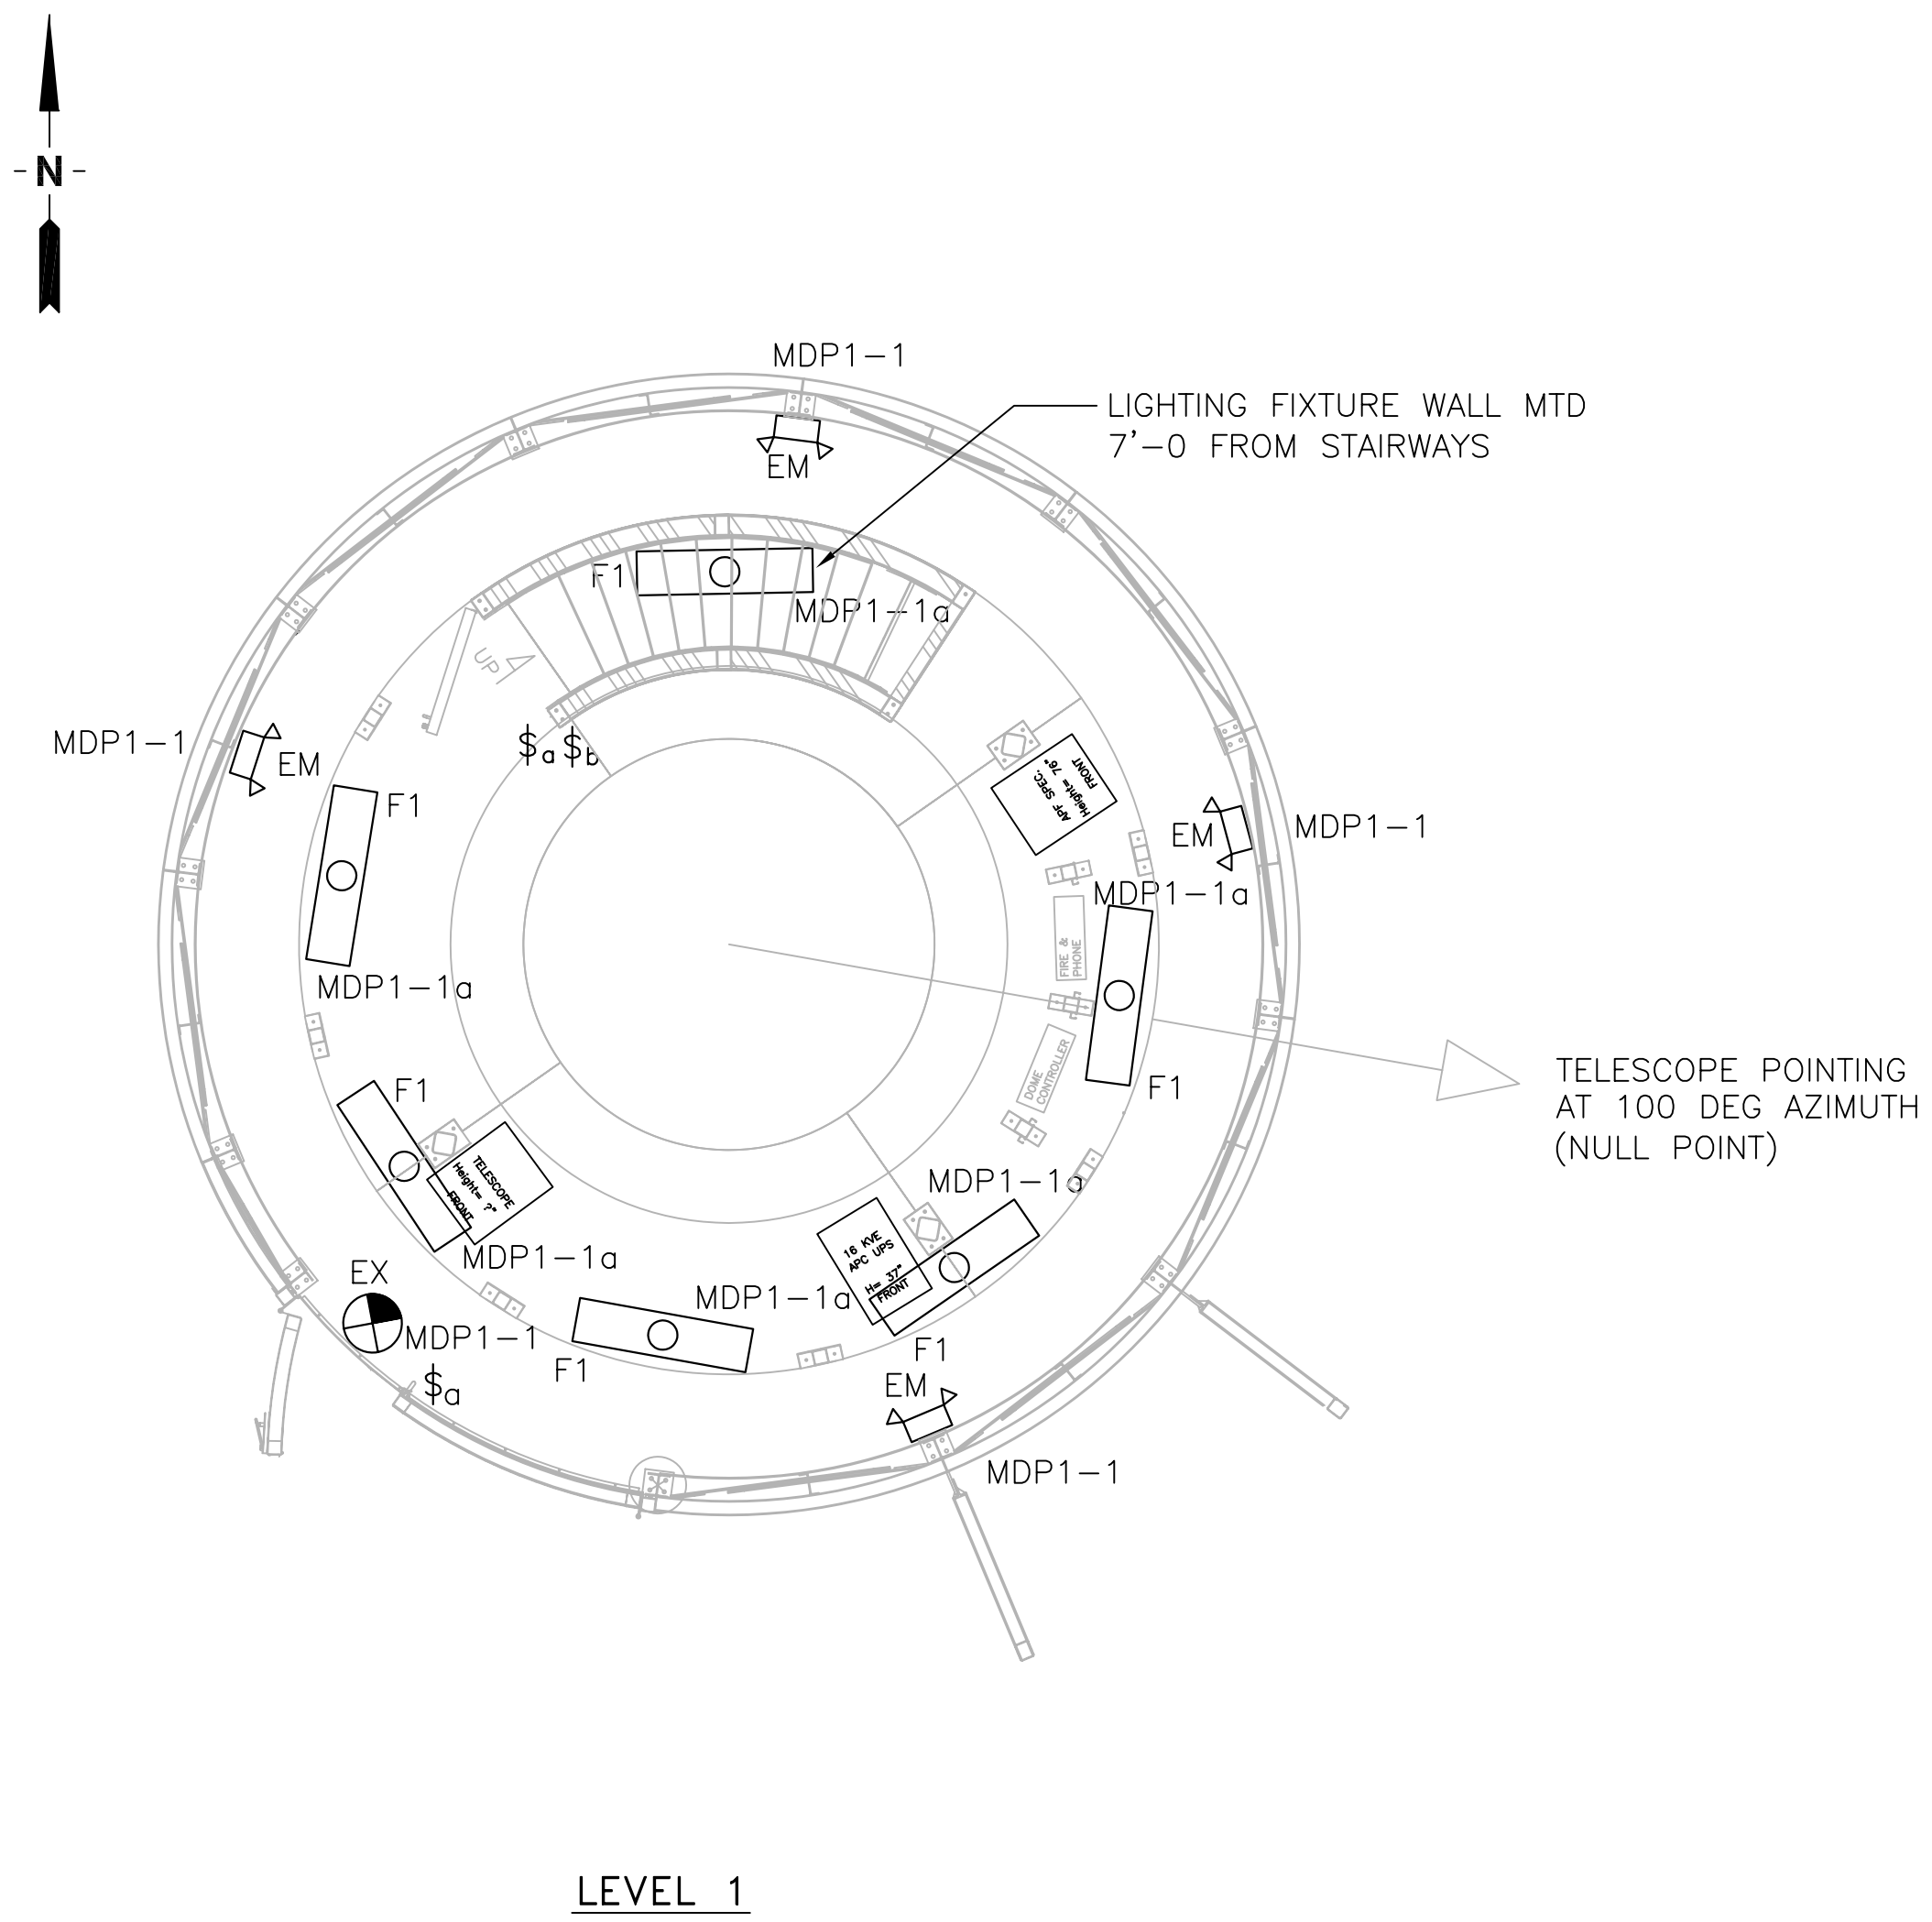 - N -
MDP1-1
LIGHTING FIXTURE WALL MTD
7'-0 FROM STAIRWAYS
EM
F1
MDP1-1a
UP
$a $b
MDP1-1
EM
F1
MDP1-1a
APF SPEC.
Height= 76"
FRONT
EM
MDP1-1
MDP1-1a
FIRE &
PHONE
DOME
CONTROLLER
F1
TELESCOPE POINTING
AT 100 DEG AZIMUTH
(NULL POINT)
F1
TELESCOPE
Height= ?"
FRONT
MDP1-1a
MDP1-1a
16 KVE
APC UPS
H= 37"
FRONT
F1
MDP1-1a
F1
EX
MDP1-1
$a
EM
MDP1-1
LEVEL 1